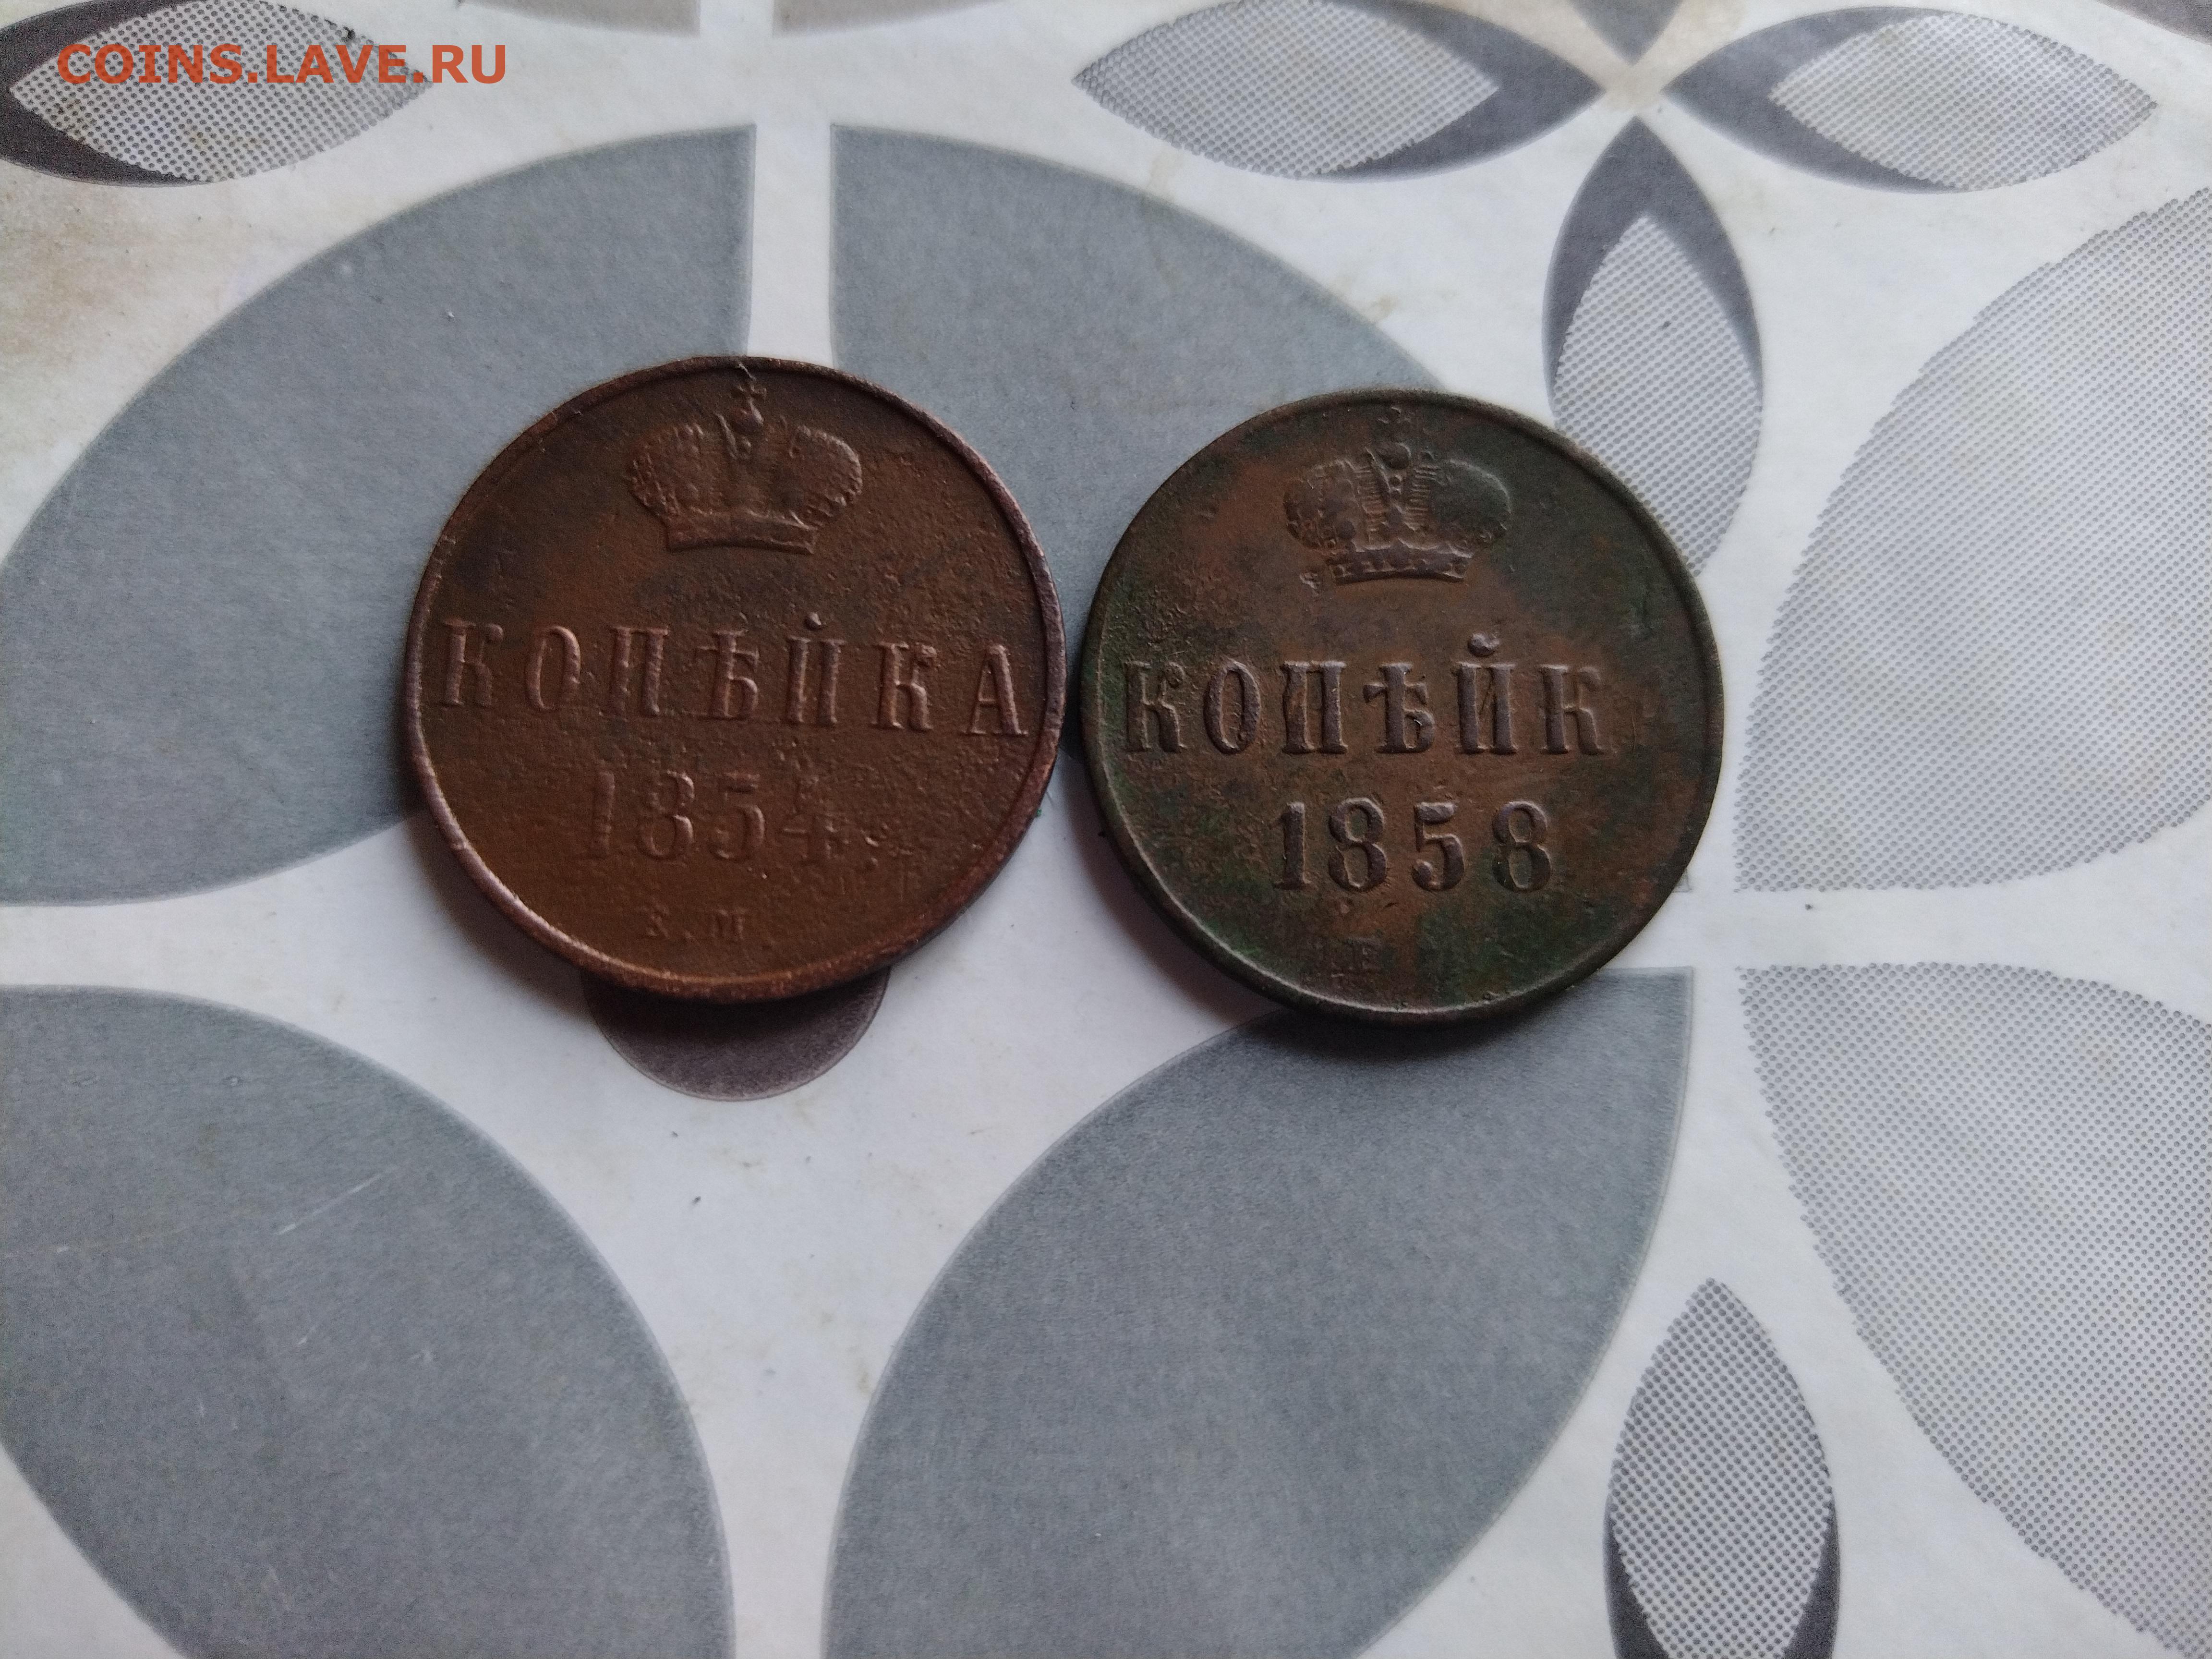 COINS.LAVE.RU
КОПѢЙКА
1854.
Е.М.
КОПѢЙК
1858